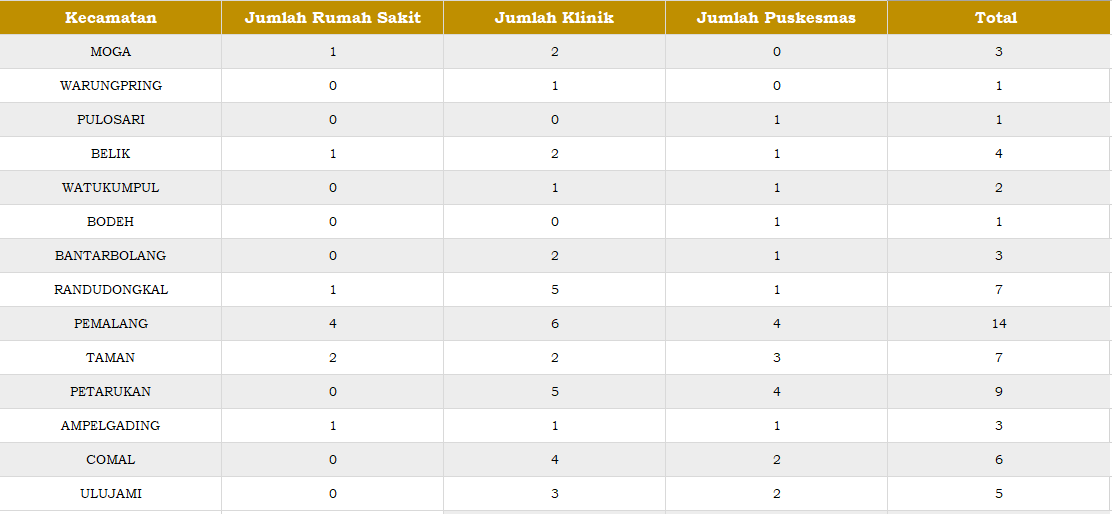 Kecamatan Jumlah Rumah Sakit Jumlah Klinik Jumlah Puskesmas Total
MOGA 1 2 0 3
WARUNGPRING 0 1 0 1
PULOSARI 0 0 1 1
BELIK 1 2 1 4
WATUKUMPUL 0 1 1 2
BODEH 0 0 1 1
BANTARBOLANG 0 2 1 3
RANDUDONGKAL 1 5 1 7
PEMALANG 4 6 4 14
TAMAN 2 2 3 7
PETARUKAN 0 5 4 9
AMPELGADING 1 1 1 3
COMAL 0 4 2 6
ULUJAMI 0 3 2 5